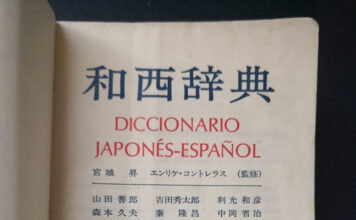 和西辞典
DICCIONARIO
JAPONÉS-ESPAÑOL
宮城 昇 エンリケ・コントレラス (監修)
山田善郎 吉田秀太郎 利光和彦
森本久夫 秦隆昌 中岡省治